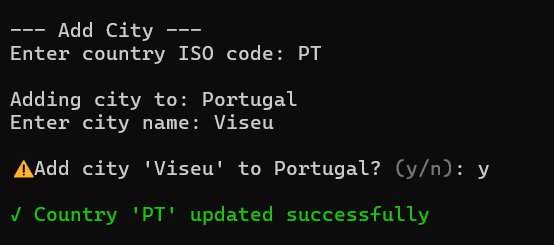 --- Add City ---
Enter country ISO code: PT
Adding city to: Portugal
Enter city name: Viseu
⚠️Add city 'Viseu' to Portugal? (y/n): y
✓ Country 'PT' updated successfully